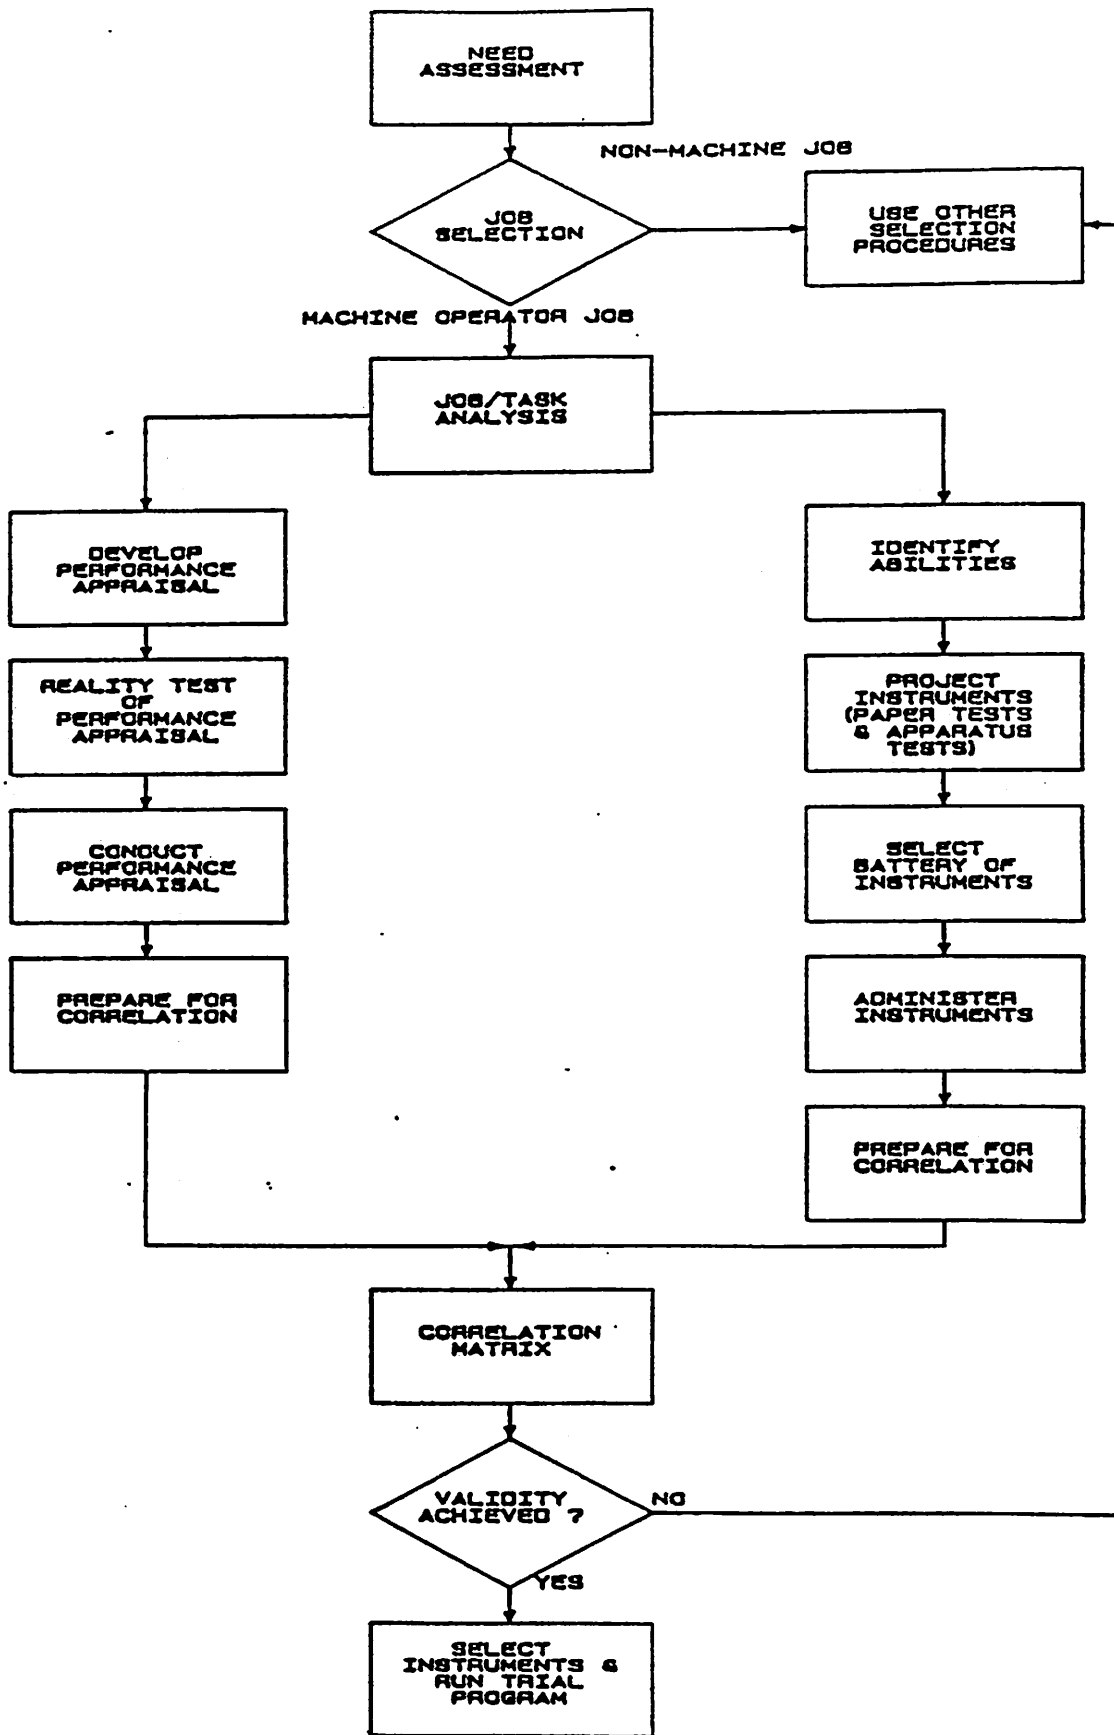 NEED
ASSESSMENT
NON-MACHINE JOB
JOB
SELECTION
USE OTHER
SELECTION
PROCEDURES
MACHINE OPERATOR JOB
JOB/TASK
ANALYSIS
DEVELOP
PERFORMANCE
APPRAISAL
IDENTIFY
ABILITIES
REALITY TEST
OF
PERFORMANCE
APPRAISAL
PROJECT
INSTRUMENTS
(PAPER TESTS
& APPARATUS
TESTS)
CONDUCT
PERFORMANCE
APPRAISAL
SELECT
BATTERY OF
INSTRUMENTS
PREPARE FOR
CORRELATION
ADMINISTER
INSTRUMENTS
PREPARE FOR
CORRELATION
CORRELATION
MATRIX
VALIDITY
ACHIEVED ?
NO
YES
SELECT
INSTRUMENTS &
RUN TRIAL
PROGRAM